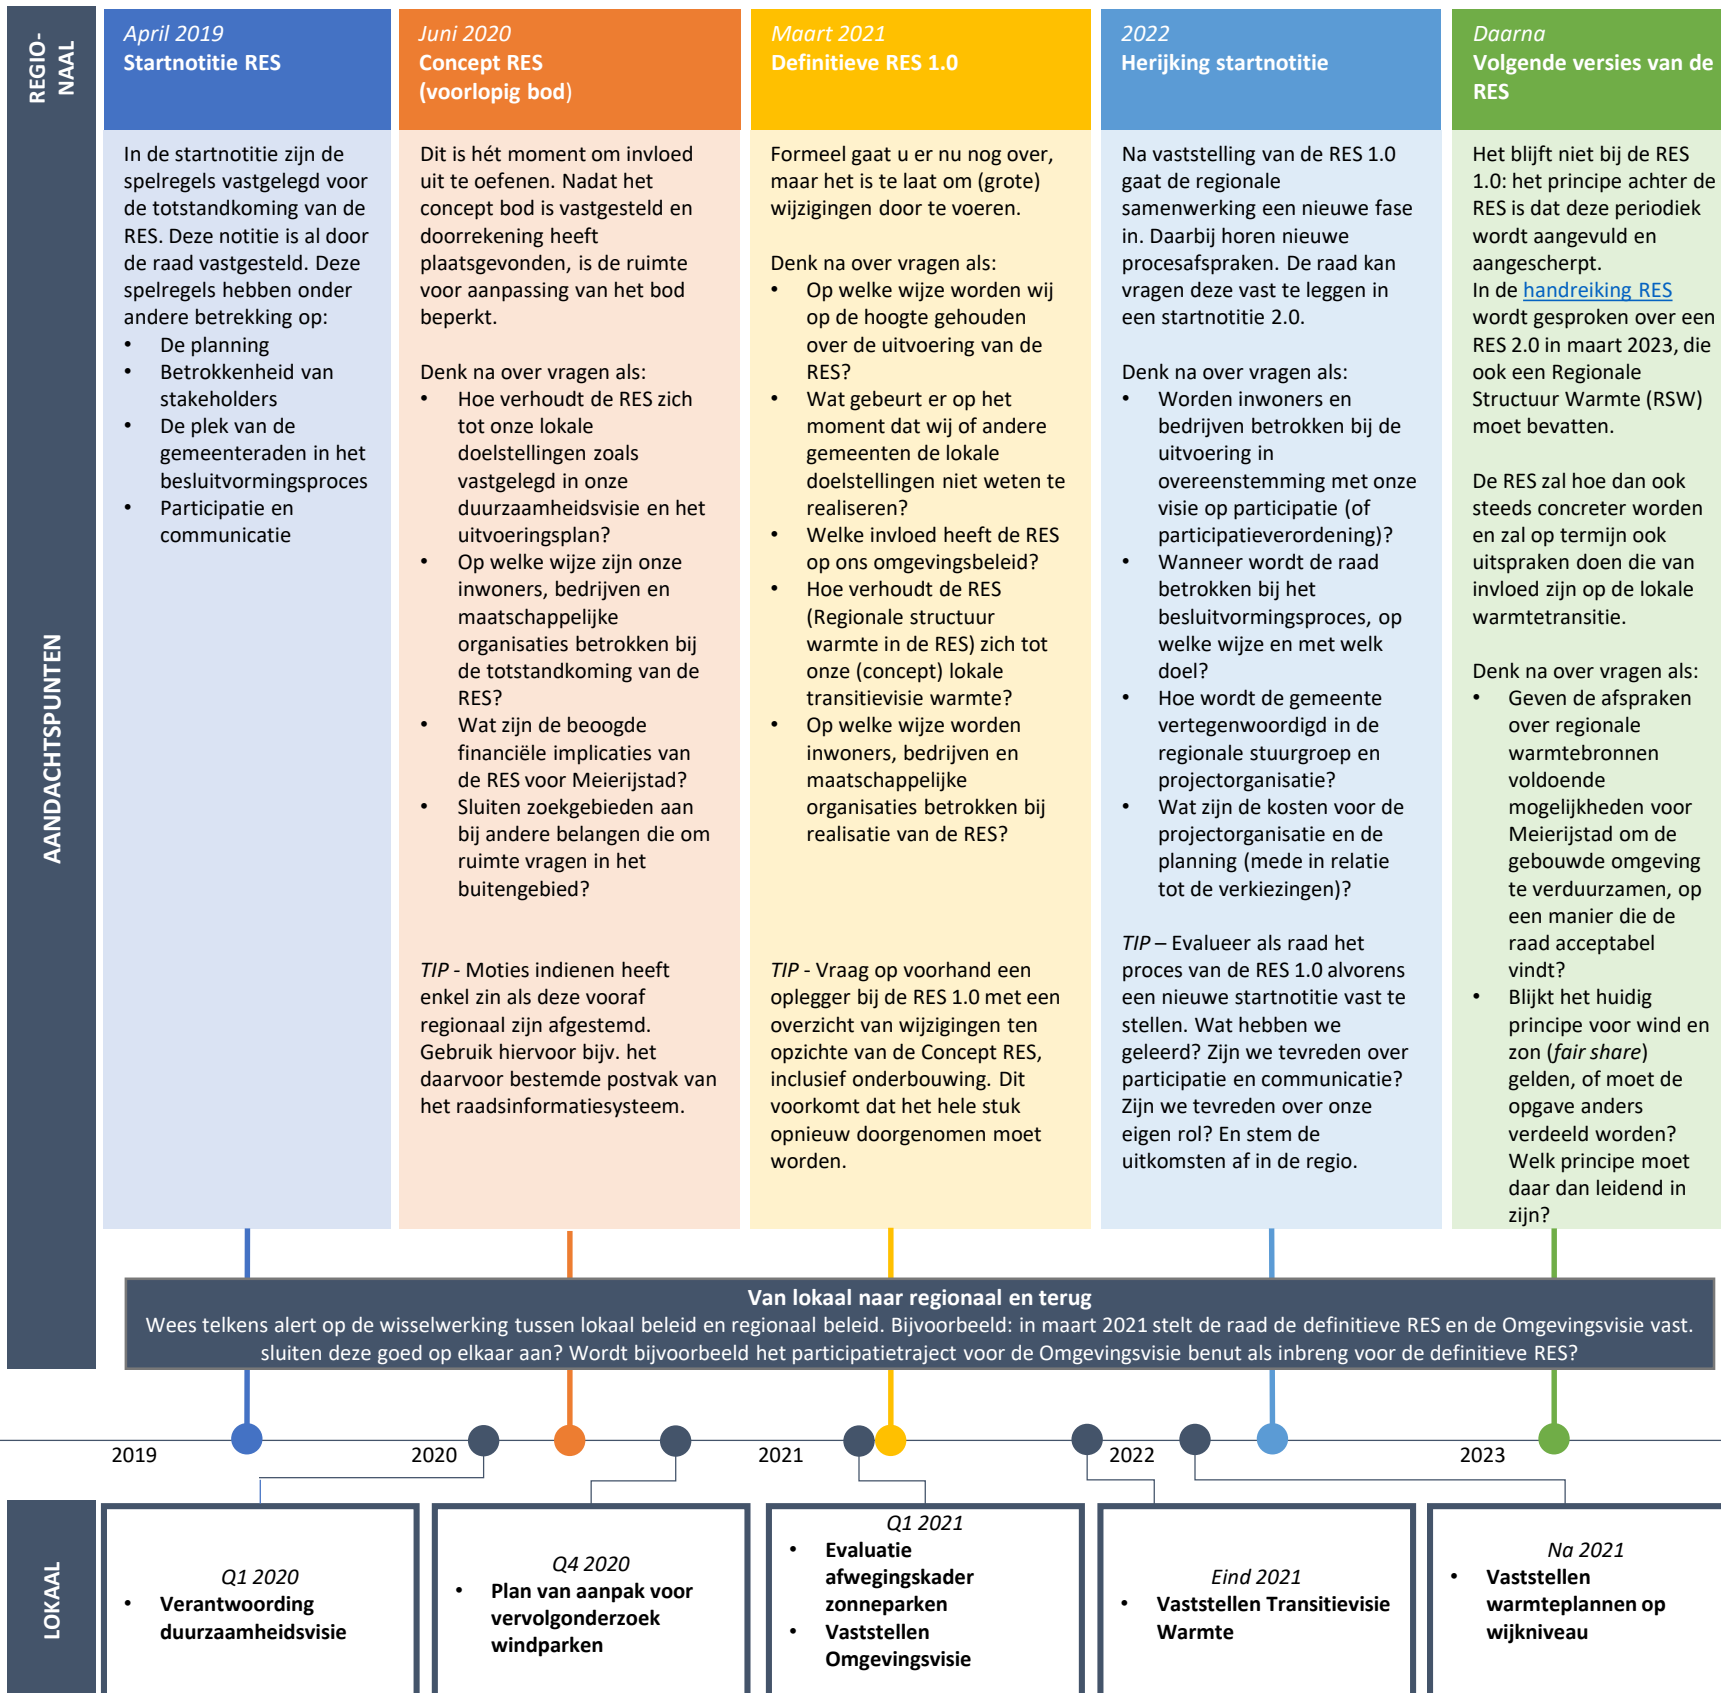 REGIO-
NAAL
April 2019
Startnotitie RES
Juni 2020
Concept RES
(voorlopig bod)
Maart 2021
Definitieve RES 1.0
2022
Herijking startnotitie
Daarna
Volgende versies van de
RES
AANDACHTSPUNTEN
In de startnotitie zijn de
spelregels vastgelegd voor
de totstandkoming van de
RES. Deze notitie is al door
de raad vastgesteld. Deze
spelregels hebben onder
andere betrekking op:
• De planning
• Betrokkenheid van
stakeholders
• De plek van de
gemeenteraden in het
besluitvormingsproces
• Participatie en
communicatie
Dit is hét moment om invloed
uit te oefenen. Nadat het
concept bod is vastgesteld en
doorrekening heeft
plaatsgevonden, is de ruimte
voor aanpassing van het bod
beperkt.
Denk na over vragen als:
• Hoe verhoudt de RES zich
tot onze lokale
doelstellingen zoals
vastgelegd in onze
duurzaamheidsvisie en het
uitvoeringsplan?
• Op welke wijze zijn onze
inwoners, bedrijven en
maatschappelijke
organisaties betrokken bij
de totstandkoming van de
RES?
• Wat zijn de beoogde
financiële implicaties van
de RES voor Meierijstad?
• Sluiten zoekgebieden aan
bij andere belangen die om
ruimte vragen in het
buitengebied?
TIP - Moties indienen heeft
enkel zin als deze vooraf
regionaal zijn afgestemd.
Gebruik hiervoor bijv. het
daarvoor bestemde postvak van
het raadsinformatiesysteem.
Formeel gaat u er nu nog over,
maar het is te laat om (grote)
wijzigingen door te voeren.
Denk na over vragen als:
• Op welke wijze worden wij
op de hoogte gehouden
over de uitvoering van de
RES?
• Wat gebeurt er op het
moment dat wij of andere
gemeenten de lokale
doelstellingen niet weten te
realiseren?
• Welke invloed heeft de RES
op ons omgevingsbeleid?
• Hoe verhoudt de RES
(Regionale structuur
warmte in de RES) zich tot
onze (concept) lokale
transitievisie warmte?
• Op welke wijze worden
inwoners, bedrijven en
maatschappelijke
organisaties betrokken bij
realisatie van de RES?
TIP - Vraag op voorhand een
oplegger bij de RES 1.0 met een
overzicht van wijzigingen ten
opzichte van de Concept RES,
inclusief onderbouwing. Dit
voorkomt dat het hele stuk
opnieuw doorgenomen moet
worden.
Na vaststelling van de RES 1.0
gaat de regionale
samenwerking een nieuwe fase
in. Daarbij horen nieuwe
procesafspraken. De raad kan
vragen deze vast te leggen in
een startnotitie 2.0.
Denk na over vragen als:
• Worden inwoners en
bedrijven betrokken bij de
uitvoering in
overeenstemming met onze
visie op participatie (of
participatieverordening)?
• Wanneer wordt de raad
betrokken bij het
besluitvormingsproces, op
welke wijze en met welk
doel?
• Hoe wordt de gemeente
vertegenwoordigd in de
regionale stuurgroep en
projectorganisatie?
• Wat zijn de kosten voor de
projectorganisatie en de
planning (mede in relatie
tot de verkiezingen)?
TIP – Evalueer als raad het
proces van de RES 1.0 alvorens
een nieuwe startnotitie vast te
stellen. Wat hebben we
geleerd? Zijn we tevreden over
participatie en communicatie?
Zijn we tevreden over onze
eigen rol? En stem de
uitkomsten af in de regio.
Het blijft niet bij de RES
1.0: het principe achter de
RES is dat deze periodiek
wordt aangevuld en
aangescherpt.
In de handreiking RES
wordt gesproken over een
RES 2.0 in maart 2023, die
ook een Regionale
Structuur Warmte (RSW)
moet bevatten.
De RES zal hoe dan ook
steeds concreter worden
en zal op termijn ook
uitspraken doen die van
invloed zijn op de lokale
warmtetransitie.
Denk na over vragen als:
• Geven de afspraken
over regionale
warmtebronnen
voldoende
mogelijkheden voor
Meierijstad om de
gebouwde omgeving
te verduurzamen, op
een manier die de
raad acceptabel
vindt?
• Blijkt het huidig
principe voor wind en
zon (fair share)
gelden, of moet de
opgave anders
verdeeld worden?
Welk principe moet
daar dan leidend in
zijn?
Van lokaal naar regionaal en terug
Wees telkens alert op de wisselwerking tussen lokaal beleid en regionaal beleid. Bijvoorbeeld: in maart 2021 stelt de raad de definitieve RES en de Omgevingsvisie vast.
sluiten deze goed op elkaar aan? Wordt bijvoorbeeld het participatietraject voor de Omgevingsvisie benut als inbreng voor de definitieve RES?
2019
2020
2021
2022
2023
LOKAAL
Q1 2020
• Verantwoording
duurzaamheidsvisie
Q4 2020
• Plan van aanpak voor
vervolgonderzoek
windparken
Q1 2021
• Evaluatie
afwegingskader
zonneparken
• Vaststellen
Omgevingsvisie
Eind 2021
• Vaststellen Transitievisie
Warmte
Na 2021
• Vaststellen
warmteplannen op
wijkniveau